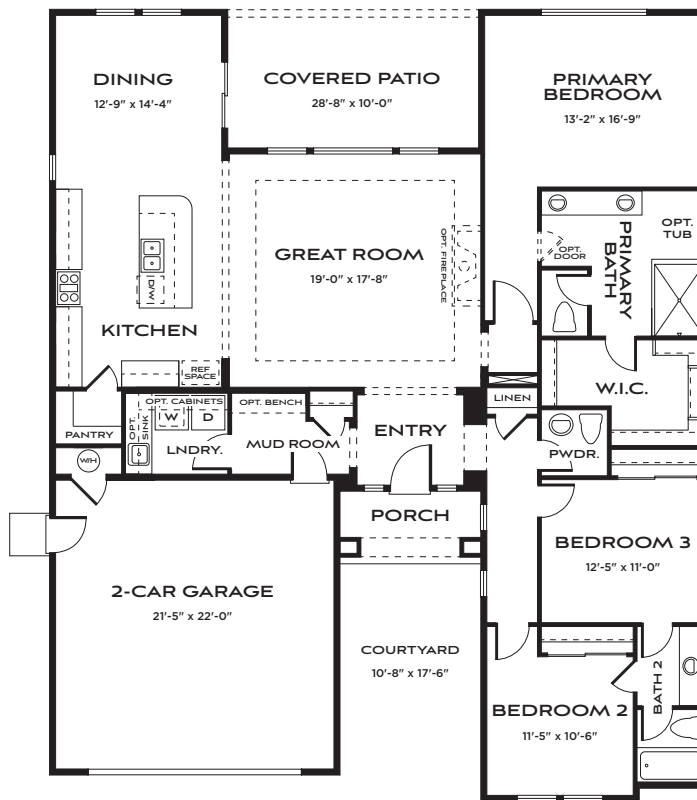 DINING
12'-9" x 14'-4"
COVERED PATIO
28'-8" x 10'-0"
PRIMARY
BEDROOM
13'-2" x 16'-9"
OPT.
TUB
PRIMARY
BATH
OPT.
DOOR
OPT. FIREPLACE
GREAT ROOM
19'-0" x 17'-8"
D/W
KITCHEN
REF
SPACE
W.I.C.
LINEN
OPT. CABINETS
OPT. BENCH
W
D
OPT.
SINK
PANTRY
LNDRY.
MUD ROOM
ENTRY
PWDR.
W/H
PORCH
BEDROOM 3
12'-5" x 11'-0"
2-CAR GARAGE
21'-5" x 22'-0"
COURTYARD
10'-8" x 17'-6"
BATH 2
BEDROOM 2
11'-5" x 10'-6"